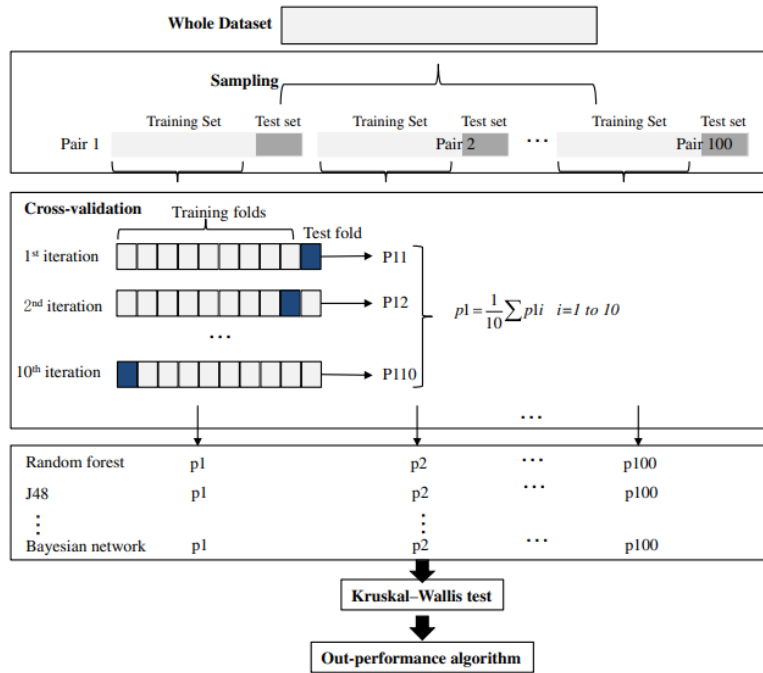 Whole Dataset
Sampling
Training Set Test set Training Set Test set Training Set Test set
Pair 1 Pair 2 ... Pair 100
Cross-validation
Training folds
Test fold
1st iteration P11
2nd iteration P12
p1 = 1/10 ∑ p1i i=1 to 10
...
10th iteration P110
...
Random forest p1 p2 ... p100
J48 p1 p2 ... p100
⋮ ⋮
Bayesian network p1 p2 ... p100
Kruskal–Wallis test
Out-performance algorithm